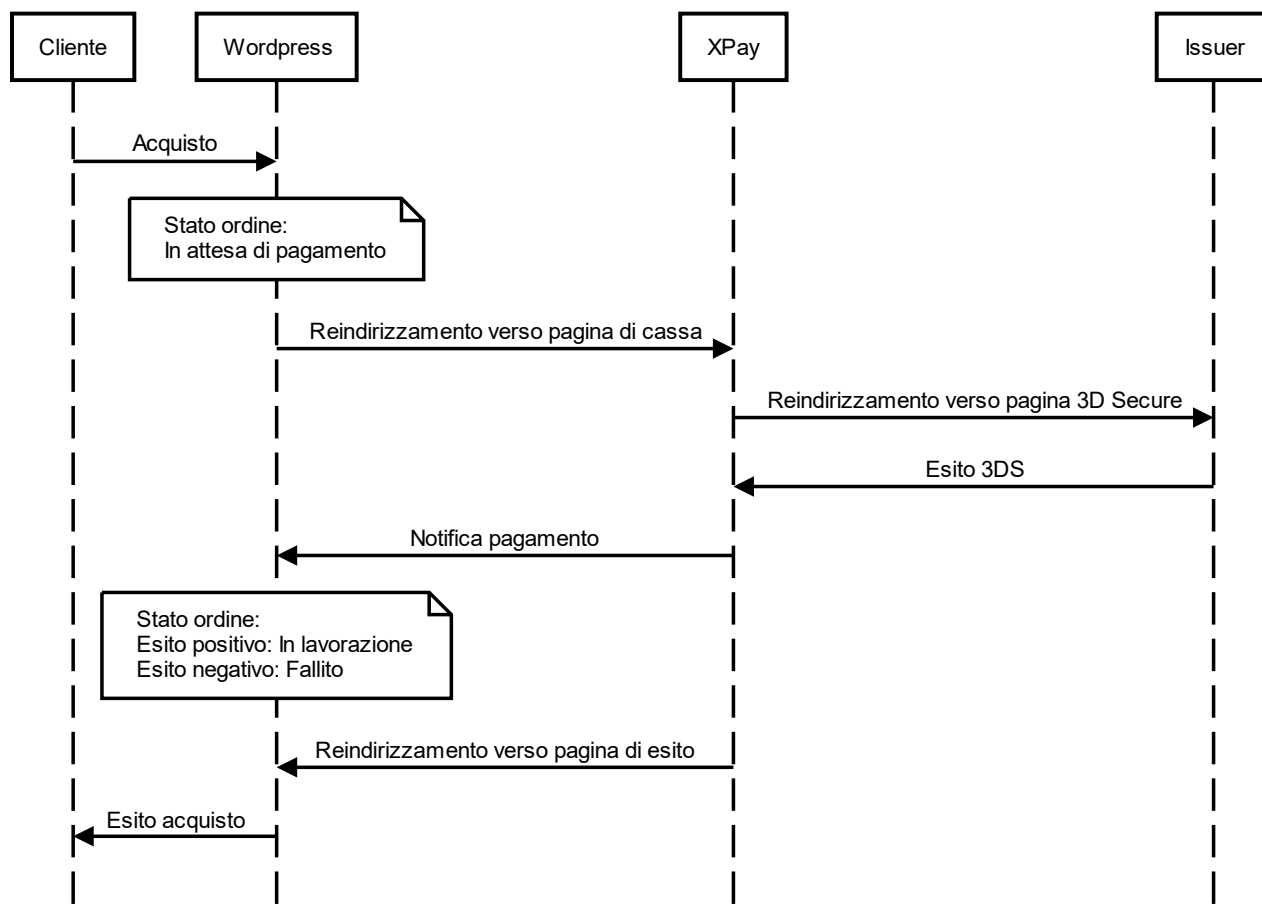 Cliente
Wordpress
XPay
Issuer
Acquisto
Stato ordine:
In attesa di pagamento
Reindirizzamento verso pagina di cassa
Reindirizzamento verso pagina 3D Secure
Esito 3DS
Notifica pagamento
Stato ordine:
Esito positivo: In lavorazione
Esito negativo: Fallito
Reindirizzamento verso pagina di esito
Esito acquisto